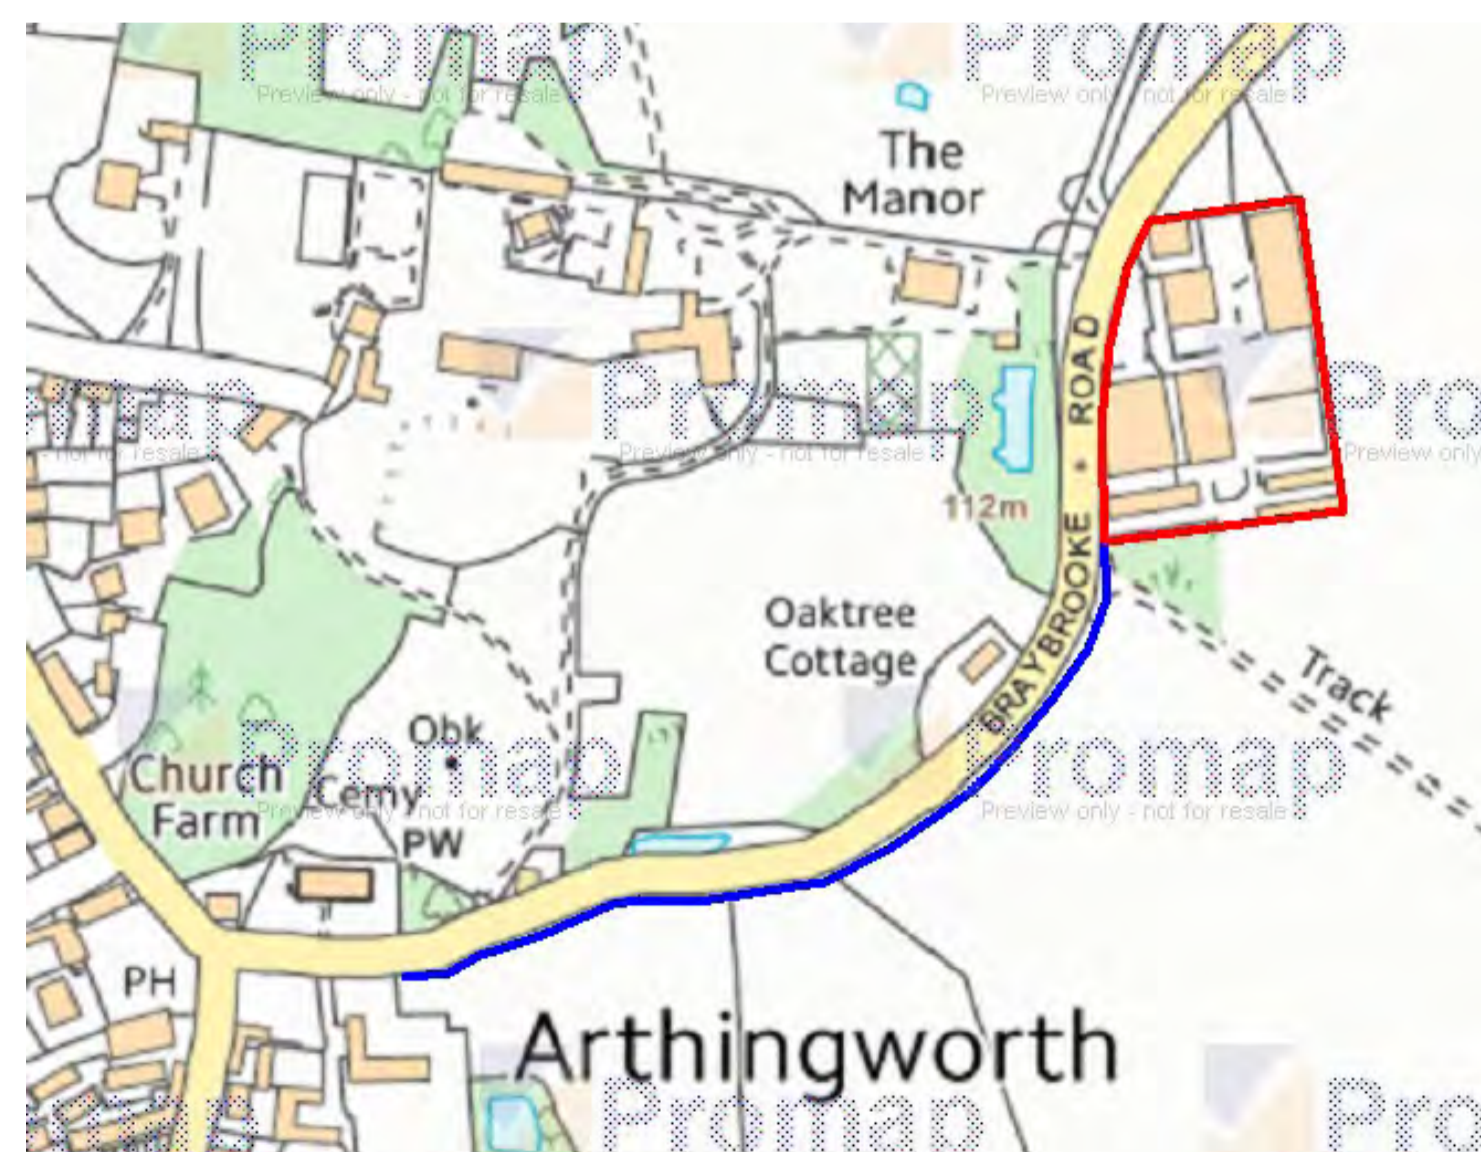 Promap
Preview only - not for resale
Promap
Preview only - not for resale
The
Manor
Promap
- not for resale
Promap
Preview only - not for resale
Pro
Preview only
BRAYBROOKE ROAD
112m
Oaktree
Cottage
Track
Obk
Promap
Preview only - not for resale
Promap
Preview only - not for resale
Church
Farm
Cemy
PW
PH
Arthingworth
Promap
Pro